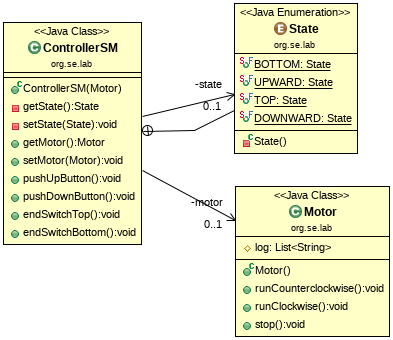 <<Java Class>>
ControllerSM
org.se.lab
ControllerSM(Motor)
getState():State
setState(State):void
getMotor():Motor
setMotor(Motor):void
pushUpButton():void
pushDownButton():void
endSwitchTop():void
endSwitchBottom():void
-state
0..1
-motor
0..1
<<Java Enumeration>>
State
org.se.lab
BOTTOM: State
UPWARD: State
TOP: State
DOWNWARD: State
State()
<<Java Class>>
Motor
org.se.lab
log: List<String>
Motor()
runCounterclockwise():void
runClockwise():void
stop():void